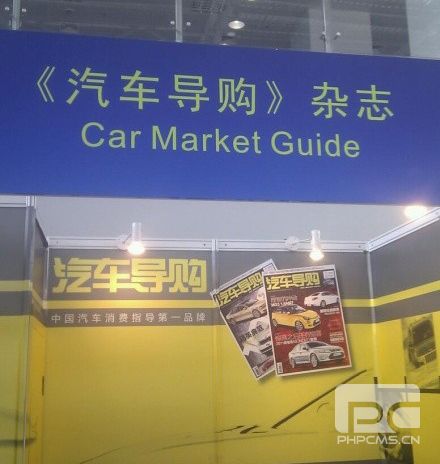 《汽车导购》杂志
Car Market Guide
汽车导购
中国汽车消费指导第一品牌
汽车导购
汽车导购
PC
PHPCMS.CN